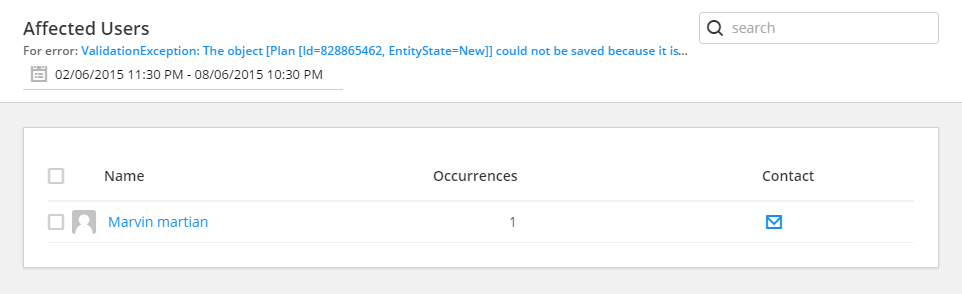 Affected Users
search
For error: ValidationException: The object [Plan [Id=828865462, EntityState=New]] could not be saved because it is...
02/06/2015 11:30 PM - 08/06/2015 10:30 PM
Name Occurrences Contact
Marvin martian 1